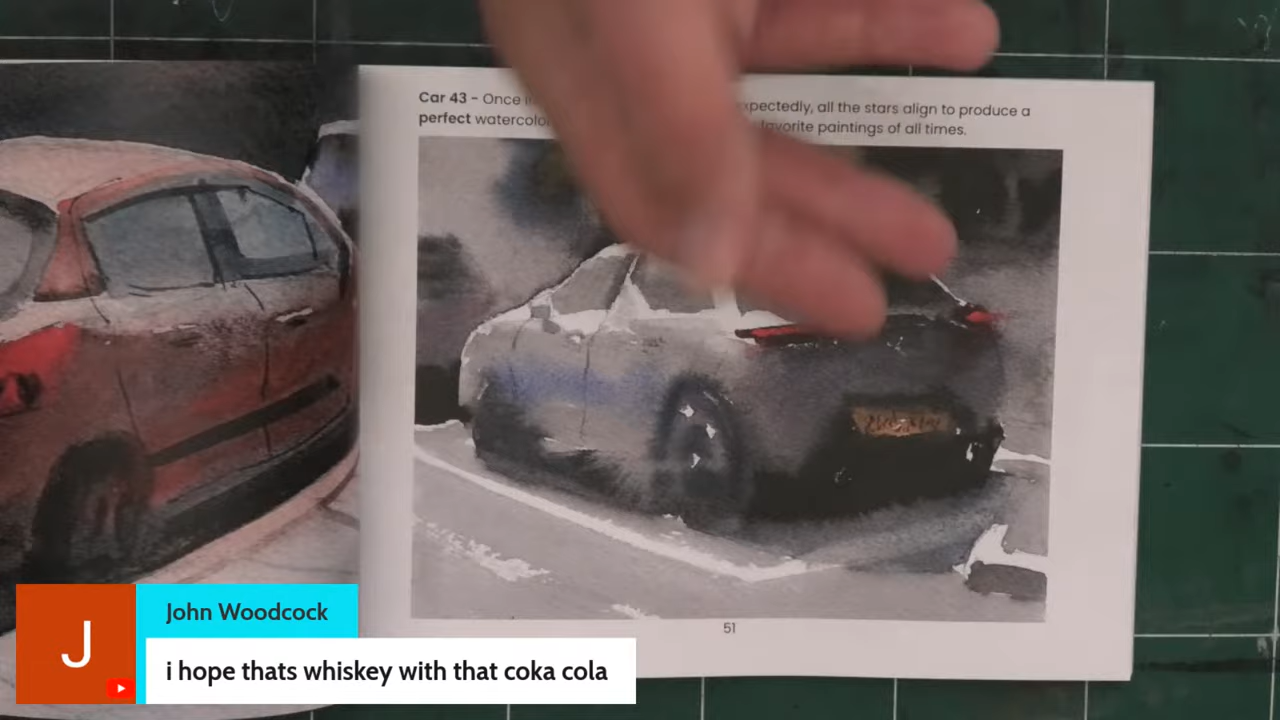 Car 43 - Once
xpectedly, all the stars align to produce a
perfect
favorite paintings of all times.
51
J
John Woodcock
i hope thats whiskey with that coka cola